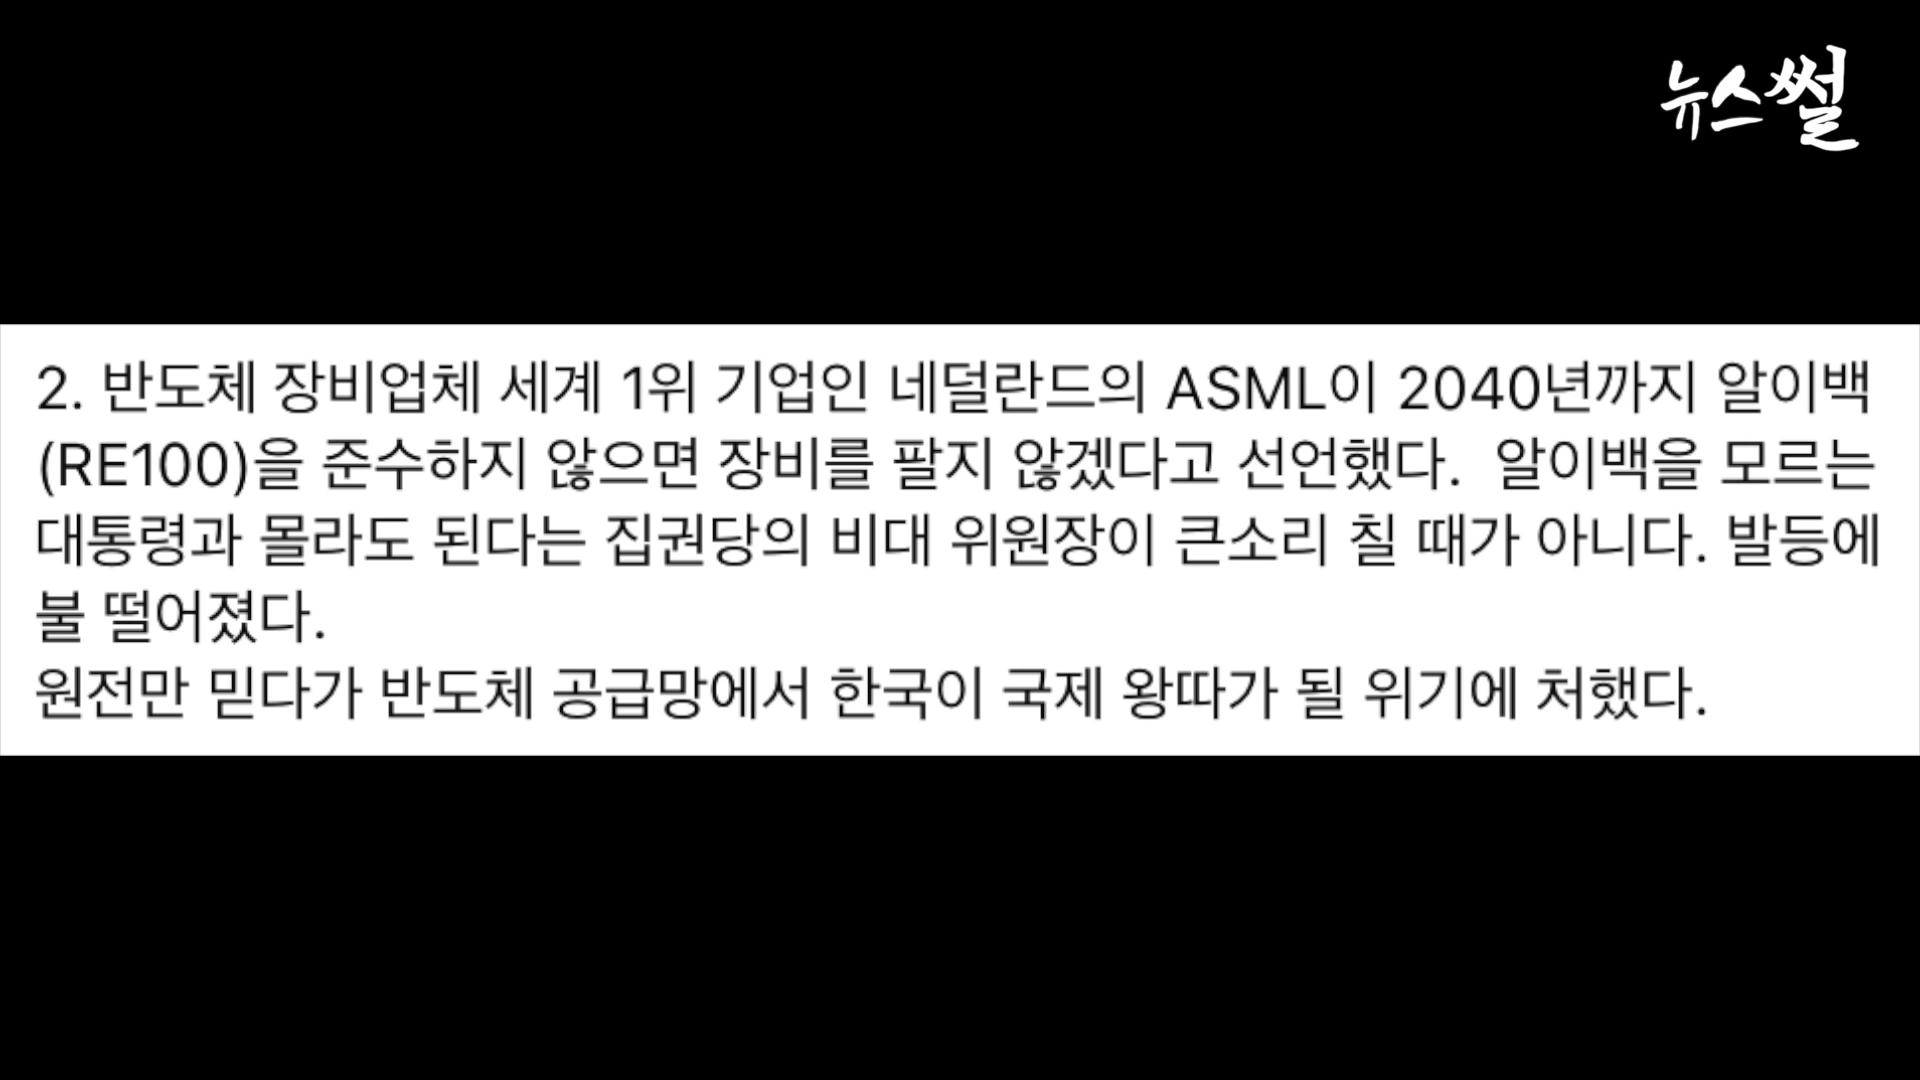 뉴스썰
2. 반도체 장비업체 세계 1위 기업인 네덜란드의 ASML이 2040년까지 알이백
(RE100)을 준수하지 않으면 장비를 팔지 않겠다고 선언했다.  알이백을 모르는
대통령과 몰라도 된다는 집권당의 비대 위원장이 큰소리 칠 때가 아니다. 발등에
불 떨어졌다.
원전만 믿다가 반도체 공급망에서 한국이 국제 왕따가 될 위기에 처했다.